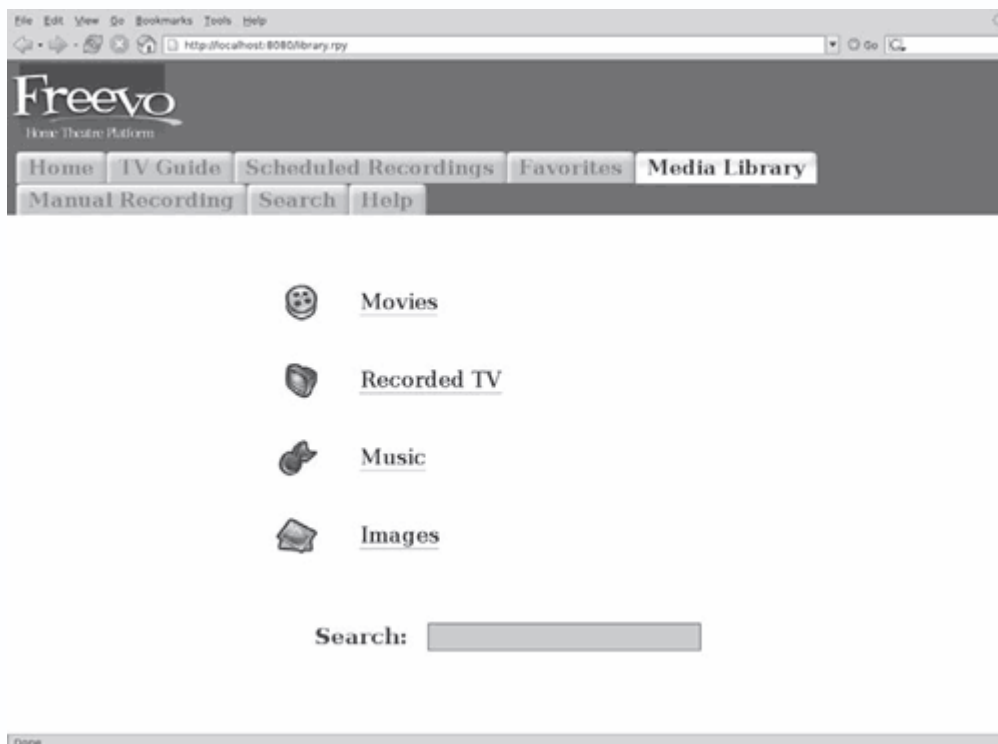 File Edit View Go Bookmarks Tools Help
http://localhost:8080/library.rpy Go
Freevo
Home Theatre Platform
Home TV Guide Scheduled Recordings Favorites Media Library
Manual Recording Search Help
Movies
Recorded TV
Music
Images
Search:
Done